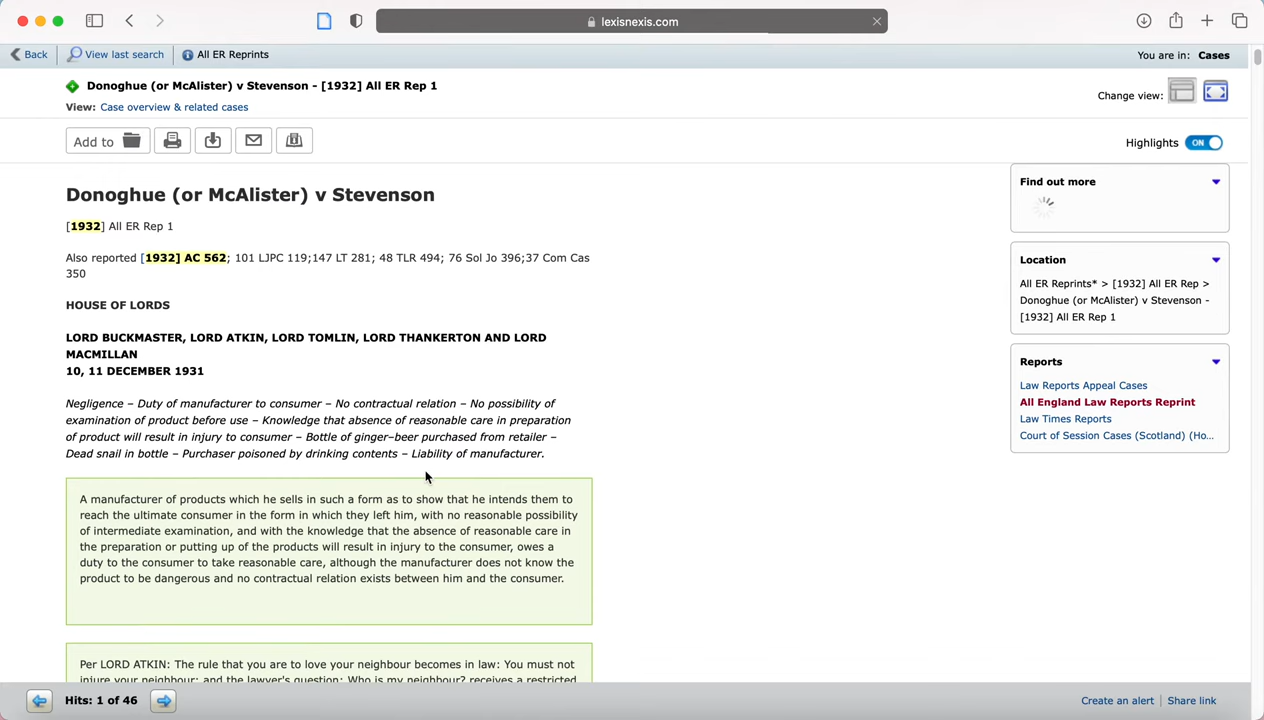 lexisnexis.com
Back
View last search
All ER Reprints
You are in: Cases
Donoghue (or McAlister) v Stevenson - [1932] All ER Rep 1
Change view:
View: Case overview & related cases
Add to
Highlights ON
Donoghue (or McAlister) v Stevenson
[1932] All ER Rep 1
Also reported [1932] AC 562; 101 LJPC 119;147 LT 281; 48 TLR 494; 76 Sol Jo 396;37 Com Cas
350
HOUSE OF LORDS
LORD BUCKMASTER, LORD ATKIN, LORD TOMLIN, LORD THANKERTON AND LORD
MACMILLAN
10, 11 DECEMBER 1931
Negligence – Duty of manufacturer to consumer – No contractual relation – No possibility of
examination of product before use – Knowledge that absence of reasonable care in preparation
of product will result in injury to consumer – Bottle of ginger–beer purchased from retailer –
Dead snail in bottle – Purchaser poisoned by drinking contents – Liability of manufacturer.
A manufacturer of products which he sells in such a form as to show that he intends them to
reach the ultimate consumer in the form in which they left him, with no reasonable possibility
of intermediate examination, and with the knowledge that the absence of reasonable care in
the preparation or putting up of the products will result in injury to the consumer, owes a
duty to the consumer to take reasonable care, although the manufacturer does not know the
product to be dangerous and no contractual relation exists between him and the consumer.
Per LORD ATKIN: The rule that you are to love your neighbour becomes in law: You must not
injure your neighbour; and the lawyer's question: Who is my neighbour? receives a restricted
Find out more
Location
All ER Reprints* > [1932] All ER Rep >
Donoghue (or McAlister) v Stevenson -
[1932] All ER Rep 1
Reports
Law Reports Appeal Cases
All England Law Reports Reprint
Law Times Reports
Court of Session Cases (Scotland) (Ho...
Hits: 1 of 46
Create an alert
Share link